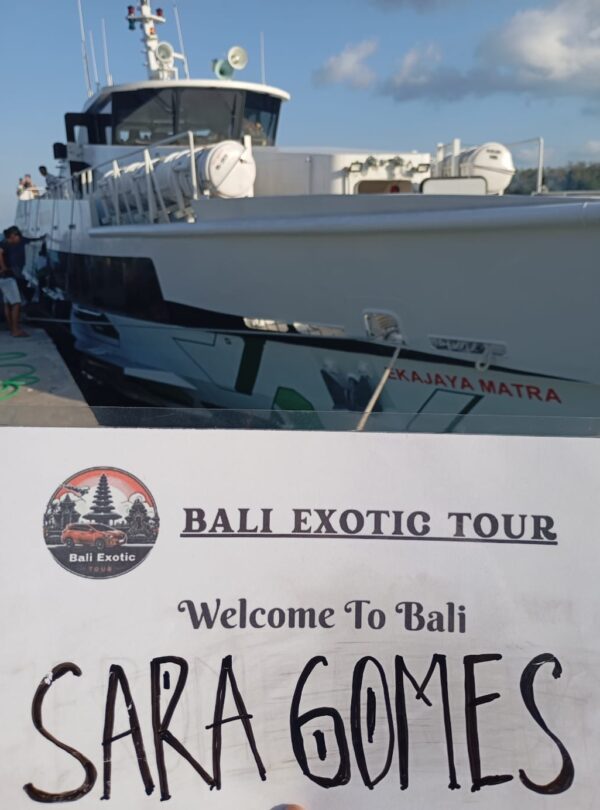 EKAJAYA MATRA
Bali Exotic
TOUR
BALI EXOTIC TOUR
Welcome To Bali
SARA GOMES